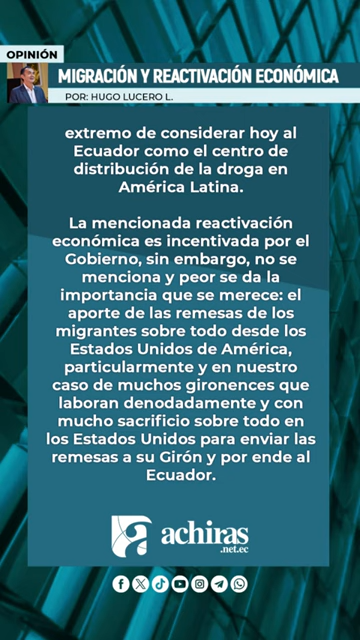 OPINIÓN
MIGRACIÓN Y REACTIVACIÓN ECONÓMICA
POR: HUGO LUCERO L.
extremo de considerar hoy al
Ecuador como el centro de
distribución de la droga en
América Latina.
La mencionada reactivación
económica es incentivada por el
Gobierno, sin embargo, no se
menciona y peor se da la
importancia que se merece: el
aporte de las remesas de los
migrantes sobre todo desde los
Estados Unidos de América,
particularmente y en nuestro
caso de muchos gironences que
laboran denodadamente y con
mucho sacrificio sobre todo en
los Estados Unidos para enviar las
remesas a su Girón y por ende al
Ecuador.
achiras
.net.ec